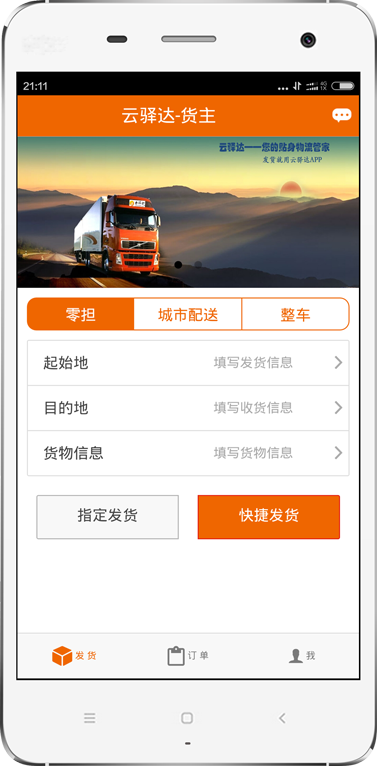 21:11
4G
1X
云驿达-货主
云驿达——您的贴身物流管家
发货就用云驿达APP
零担
城市配送
整车
起始地 填写发货信息
目的地 填写收货信息
货物信息 填写货物信息
指定发货
快捷发货
发货
订单
我